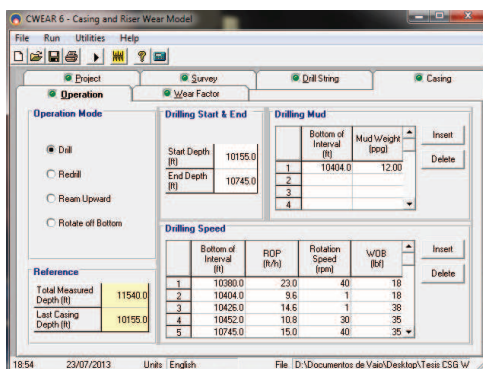 CWEAR 6 - Casing and Riser Wear Model
File Run Utilities Help
Project Survey Drill String Casing
Operation Wear Factor
Operation Mode
Drill
Redrill
Ream Upward
Rotate off Bottom
Reference
Total Measured Depth (ft) 11540.0
Last Casing Depth (ft) 10155.0
Drilling Start & End
Start Depth (ft) 10155.0
End Depth (ft) 10745.0
Drilling Mud
Bottom of Interval (ft) Mud Weight (ppg)
1 10404.0 12.00
2
3
4
Insert
Delete
Drilling Speed
Bottom of Interval (ft) ROP (ft/h) Rotation Speed (rpm) WOB (lbf)
1 10380.0 23.0 40 18
2 10404.0 9.6 1 18
3 10426.0 14.6 1 38
4 10452.0 10.8 30 35
5 10745.0 15.0 40 35
Insert
Delete
18:54 23/07/2013 Units English File D:\Documentos de Vaio\Desktop\Tesis CSG W